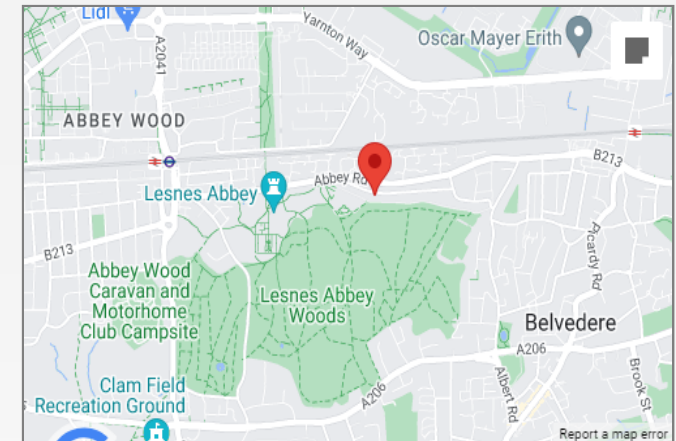 Lidl
Yarnton Way
Oscar Mayer Erith
A2041
ABBEY WOOD
B213
Abbey Rd
Lesnes Abbey
B213
Picardy Rd
Abbey Wood
Caravan and
Motorhome
Club Campsite
Lesnes Abbey
Woods
Belvedere
A206
Clam Field
Recreation Ground
A206
Albert Rd
Brook St
Report a map error